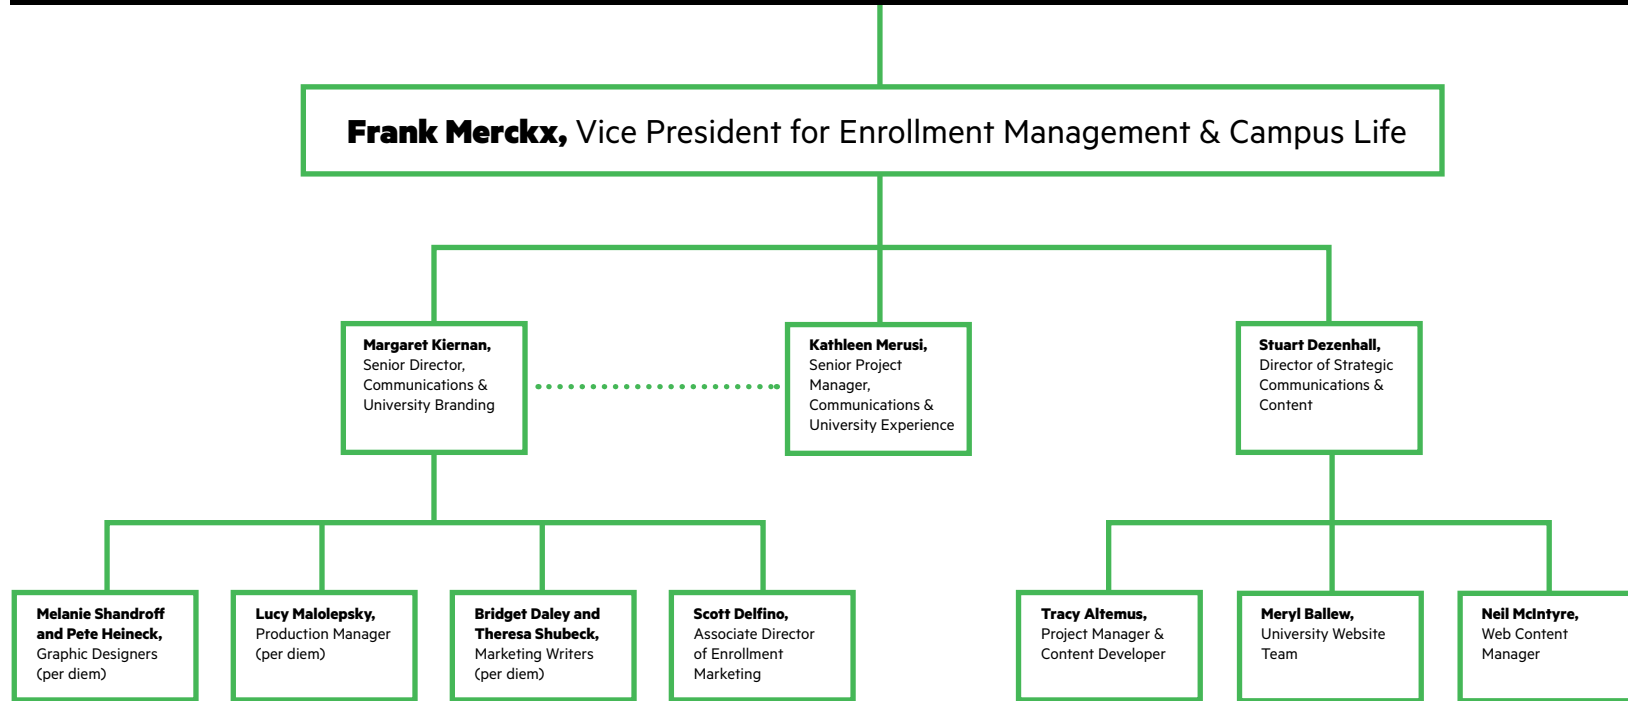 Frank Merckx, Vice President for Enrollment Management & Campus Life
Margaret Kiernan,
Senior Director,
Communications &
University Branding
Kathleen Merusi,
Senior Project
Manager,
Communications &
University Experience
Stuart Dezenhall,
Director of Strategic
Communications &
Content
Melanie Shandroff
and Pete Heineck,
Graphic Designers
(per diem)
Lucy Malolepsky,
Production Manager
(per diem)
Bridget Daley and
Theresa Shubeck,
Marketing Writers
(per diem)
Scott Delfino,
Associate Director
of Enrollment
Marketing
Tracy Altemus,
Project Manager &
Content Developer
Meryl Ballew,
University Website
Team
Neil McIntyre,
Web Content
Manager